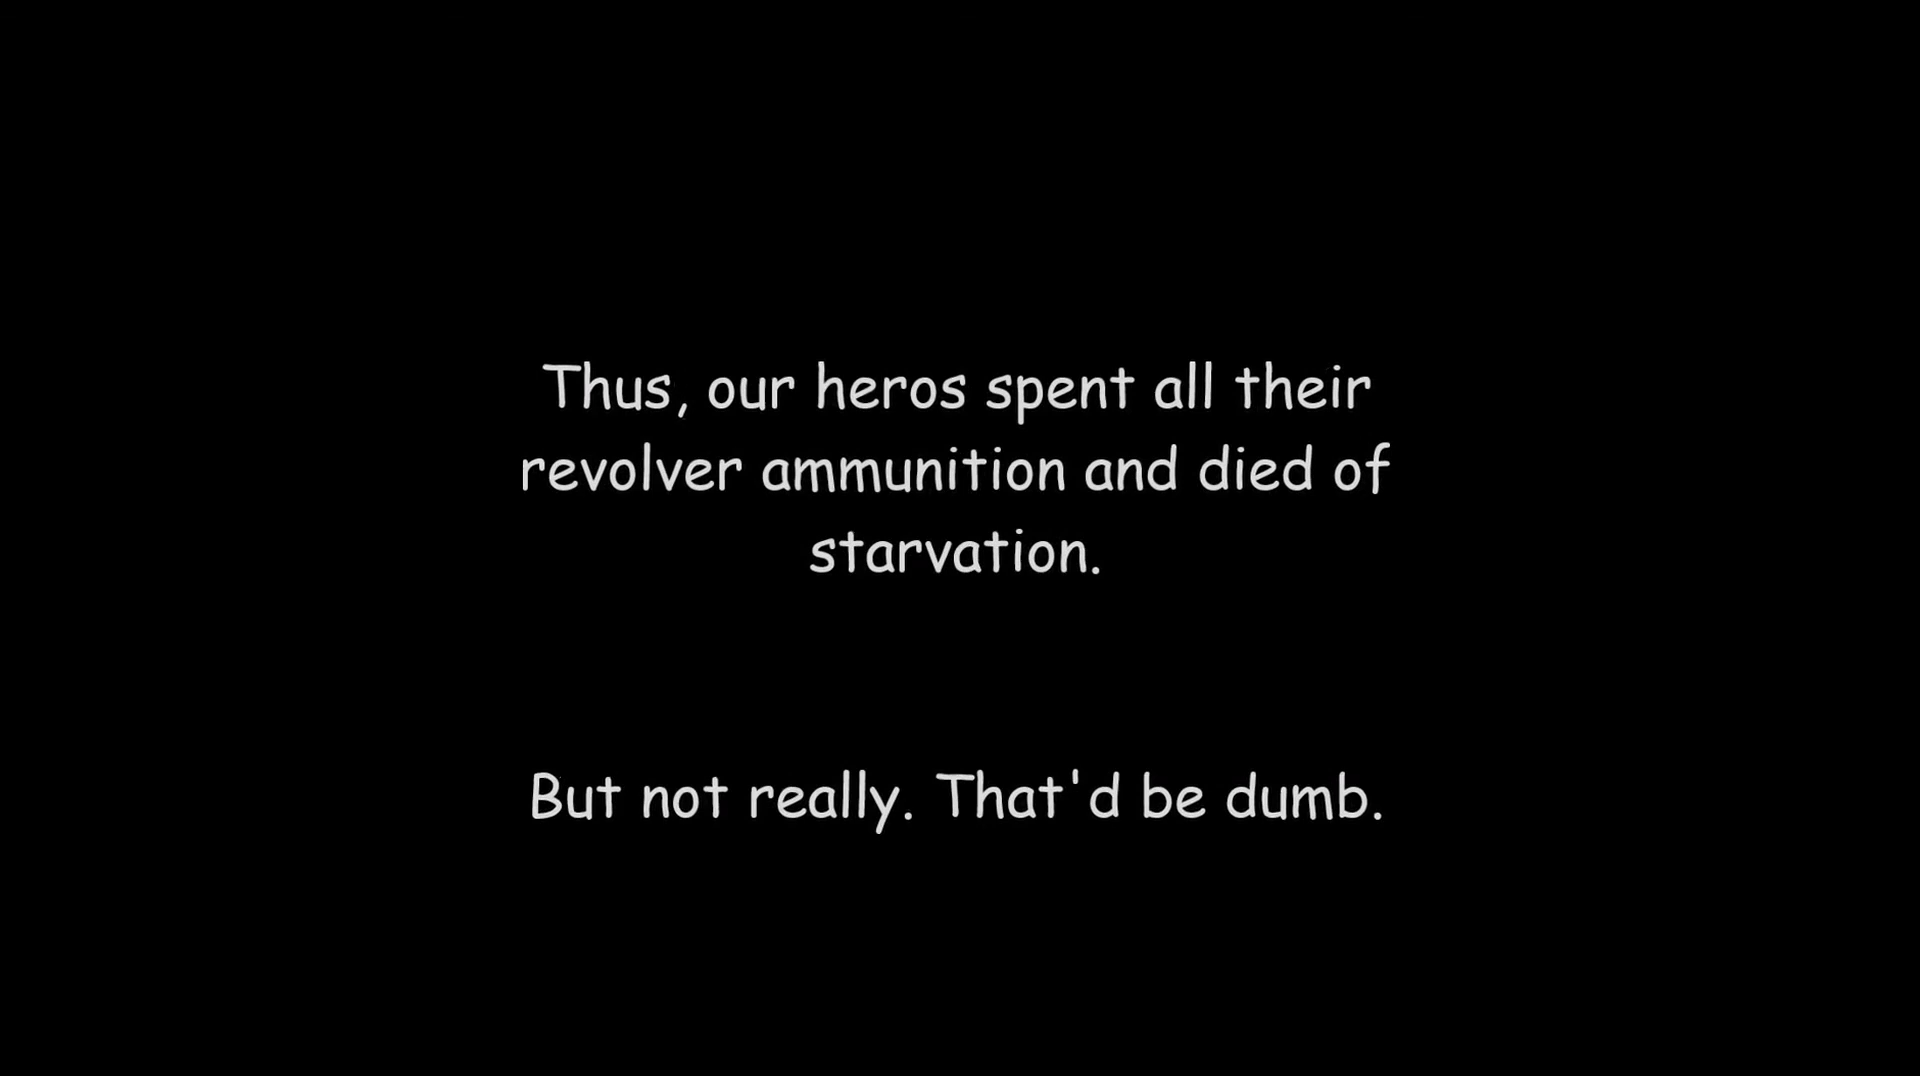 Thus, our heros spent all their
revolver ammunition and died of
starvation.
But not really. That'd be dumb.